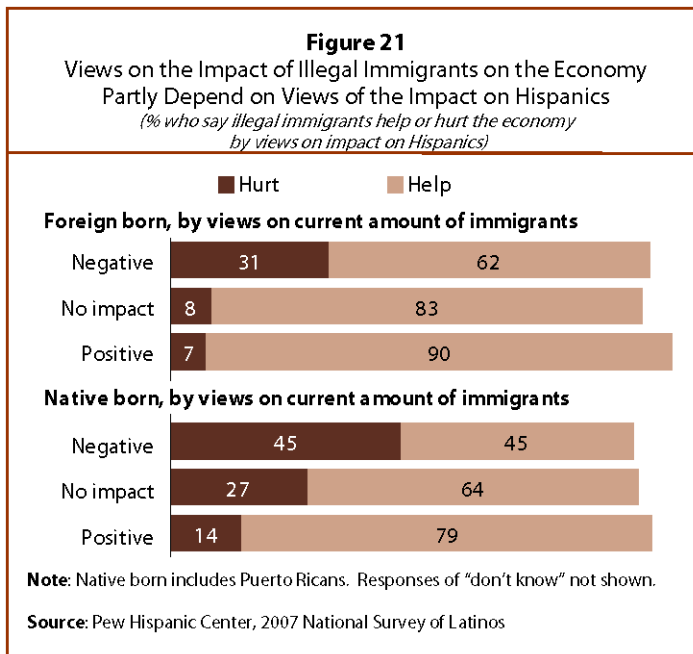 Figure 21
Views on the Impact of Illegal Immigrants on the Economy
Partly Depend on Views of the Impact on Hispanics
(% who say illegal immigrants help or hurt the economy
by views on impact on Hispanics)
Hurt Help
Foreign born, by views on current amount of immigrants
Negative 31 62
No impact 8 83
Positive 7 90
Native born, by views on current amount of immigrants
Negative 45 45
No impact 27 64
Positive 14 79
Note: Native born includes Puerto Ricans. Responses of “don’t know” not shown.
Source: Pew Hispanic Center, 2007 National Survey of Latinos